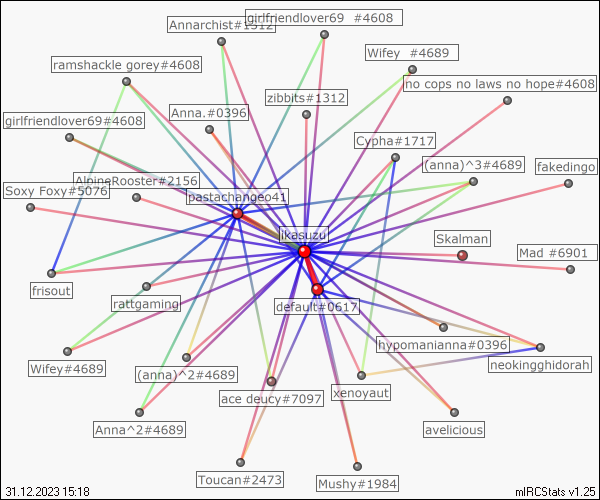 girlfriendlover69 #4608
Annarchist#1312
Wifey #4689
ramshackle gorey#4608
no cops no laws no hope#4608
zibbits#1312
Anna.#0396
girlfriendlover69#4608
Cypha#1717
(anna)^3#4689
fakedingo
AlpineRooster#2156
Soxy Foxy#5076
pastachangeo41
ikasuzu
Skalman
Mad #6901
frisout
rattgaming
default#0617
hypomanianna#0396
neokingghidorah
Wifey#4689
(anna)^2#4689
xenoyaut
ace deucy#7097
Anna^2#4689
avelicious
Toucan#2473
Mushy#1984
31.12.2023 15:18
mIRCStats v1.25